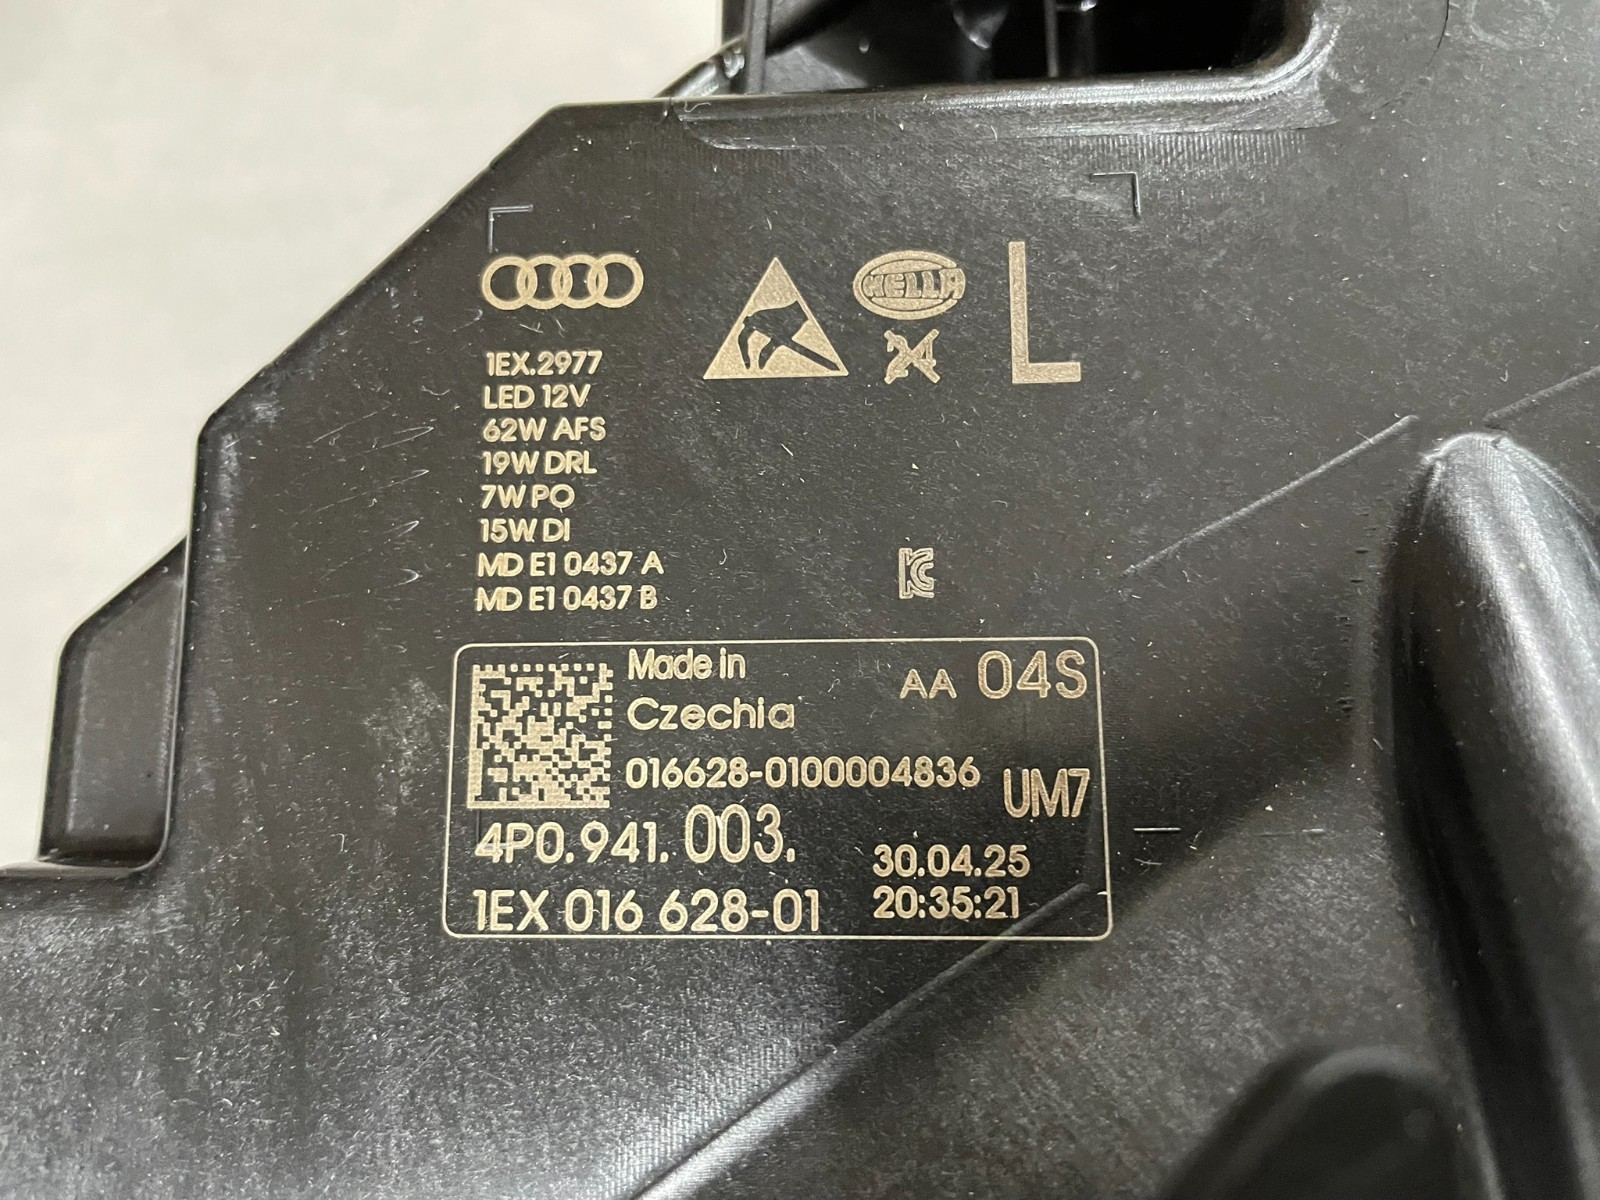 HELLA
24
L
1EX.2977
LED 12V
62W AFS
19W DRL
7W PO
15W DI
MD E1 0437 A
MD E1 0437 B
KC
Made in
Czechia
AA 04S
016628-0100004836
UM7
4P0.941.003.
30.04.25
1EX 016 628-01
20:35:21